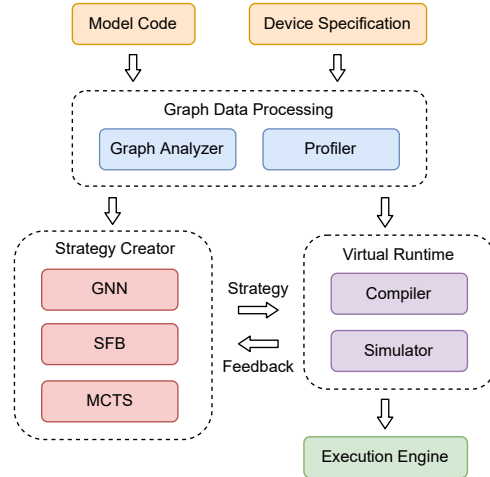 Model Code
Device Specification
Graph Data Processing
Graph Analyzer
Profiler
Strategy Creator
GNN
SFB
MCTS
Strategy
Feedback
Virtual Runtime
Compiler
Simulator
Execution Engine